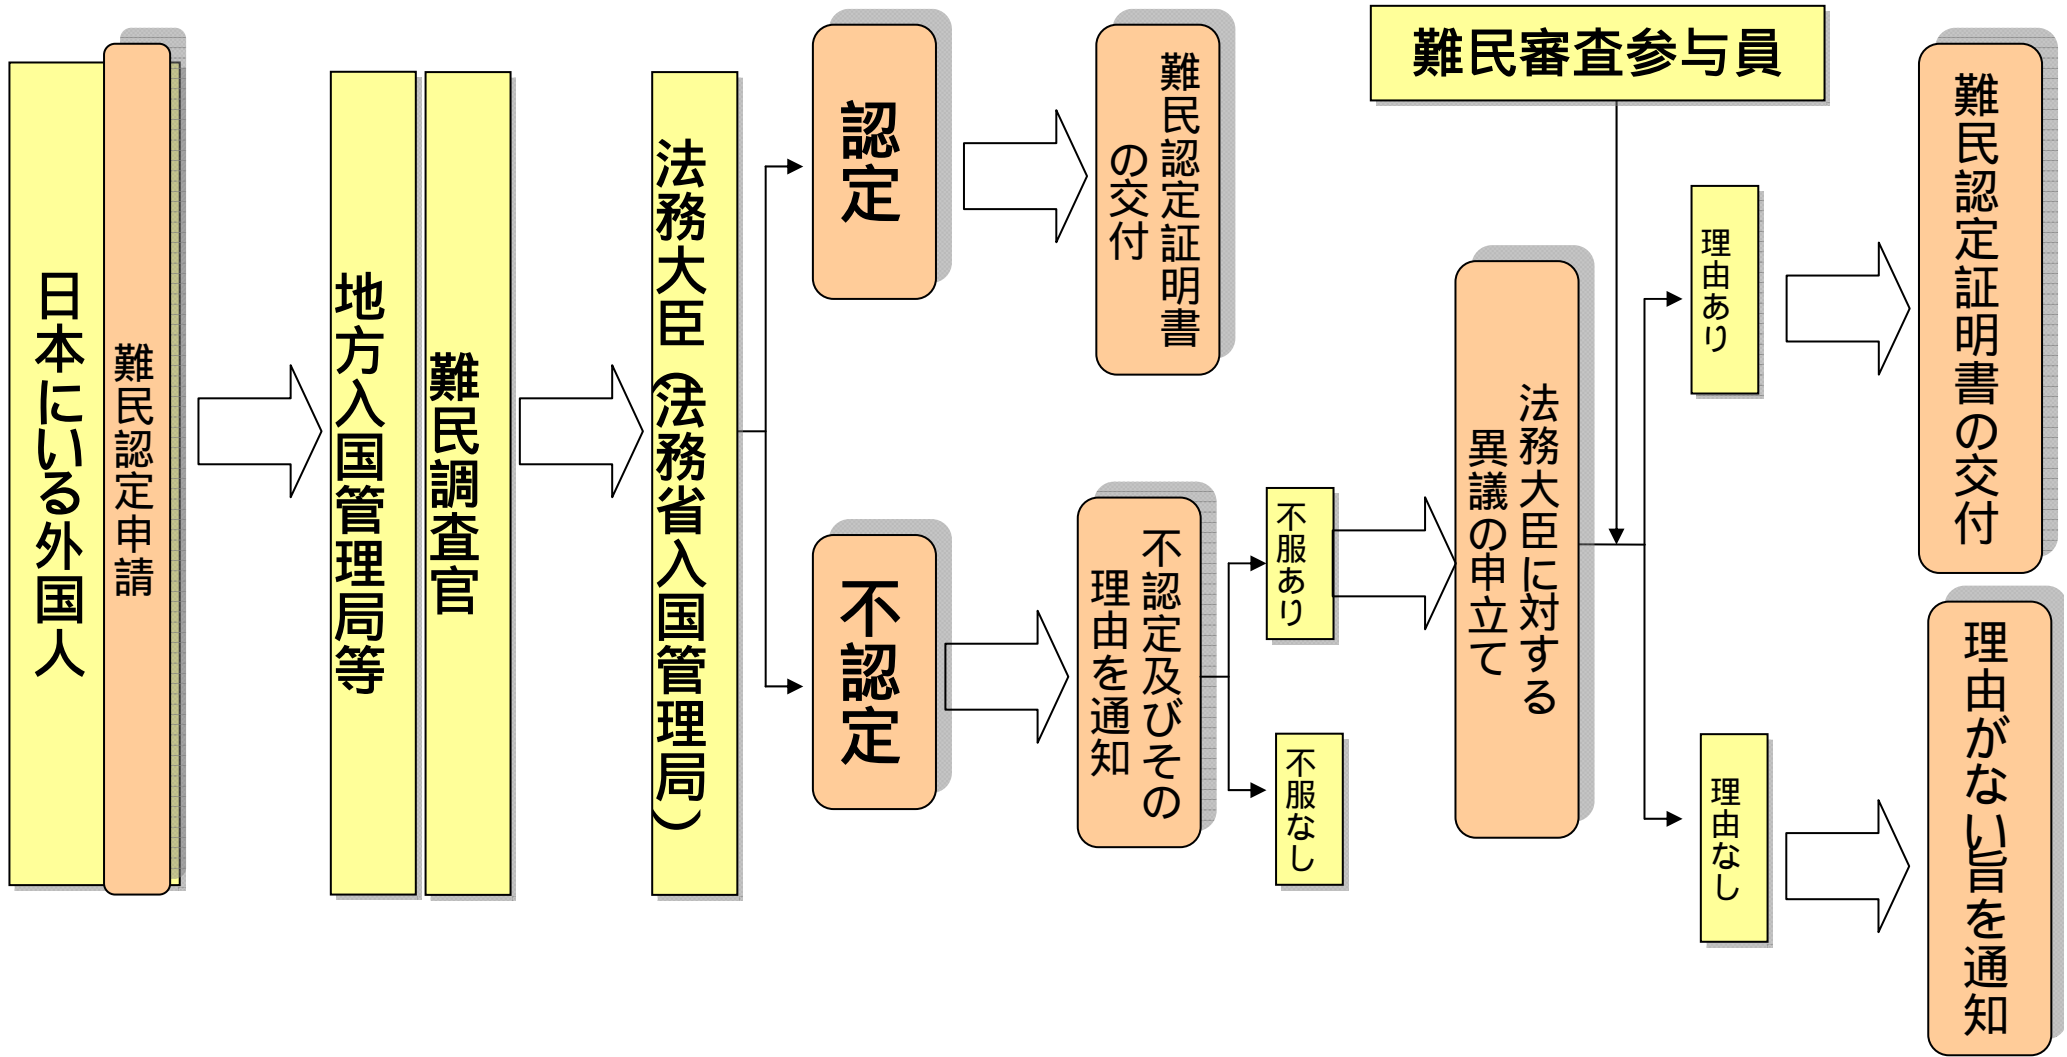 日本にいる外国人
難民認定申請
地方入国管理局等
難民調査官
法務大臣（法務省入国管理局）
認定
難民認定証明書
の交付
不認定
不認定及びその
理由を通知
不服あり
不服なし
法務大臣に対する
異議の申立て
難民審査参与員
理由あり
難民認定証明書の交付
理由なし
理由がない旨を通知